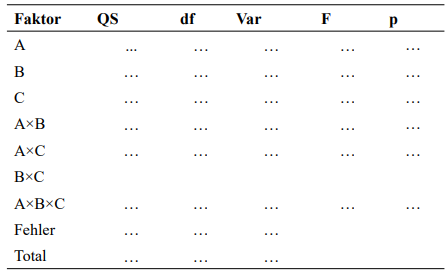 Faktor QS df Var F p
A ... … … … …
B … … … … …
C … … … … …
A×B … … … … …
A×C … … … … …
B×C
A×B×C … … … … …
Fehler … … …
Total … … …